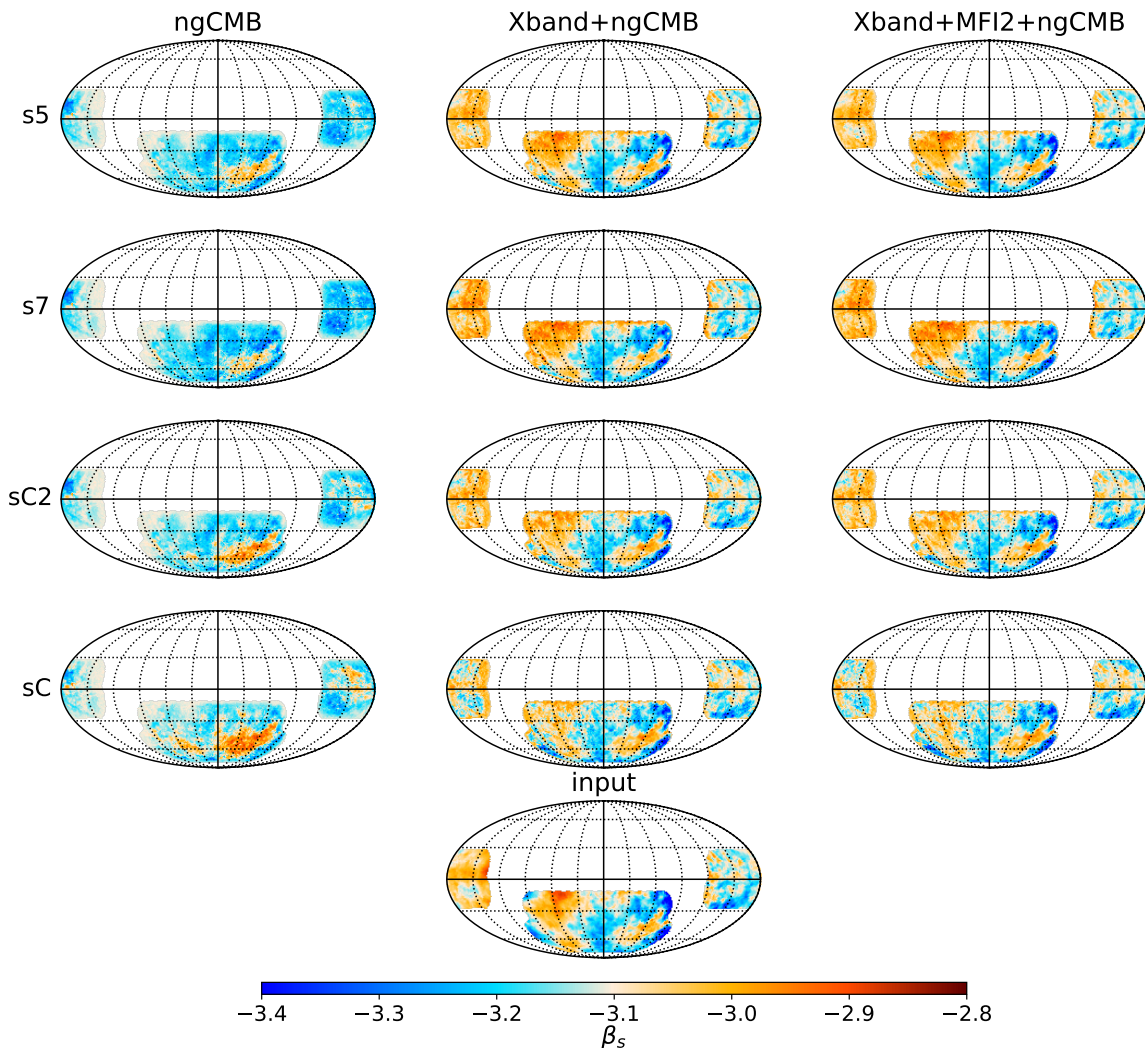 ngCMB Xband+ngCMB Xband+MFI2+ngCMB
s5
s7
sC2
sC
input
−3.4 −3.3 −3.2 −3.1 −3.0 −2.9 −2.8
βₛ